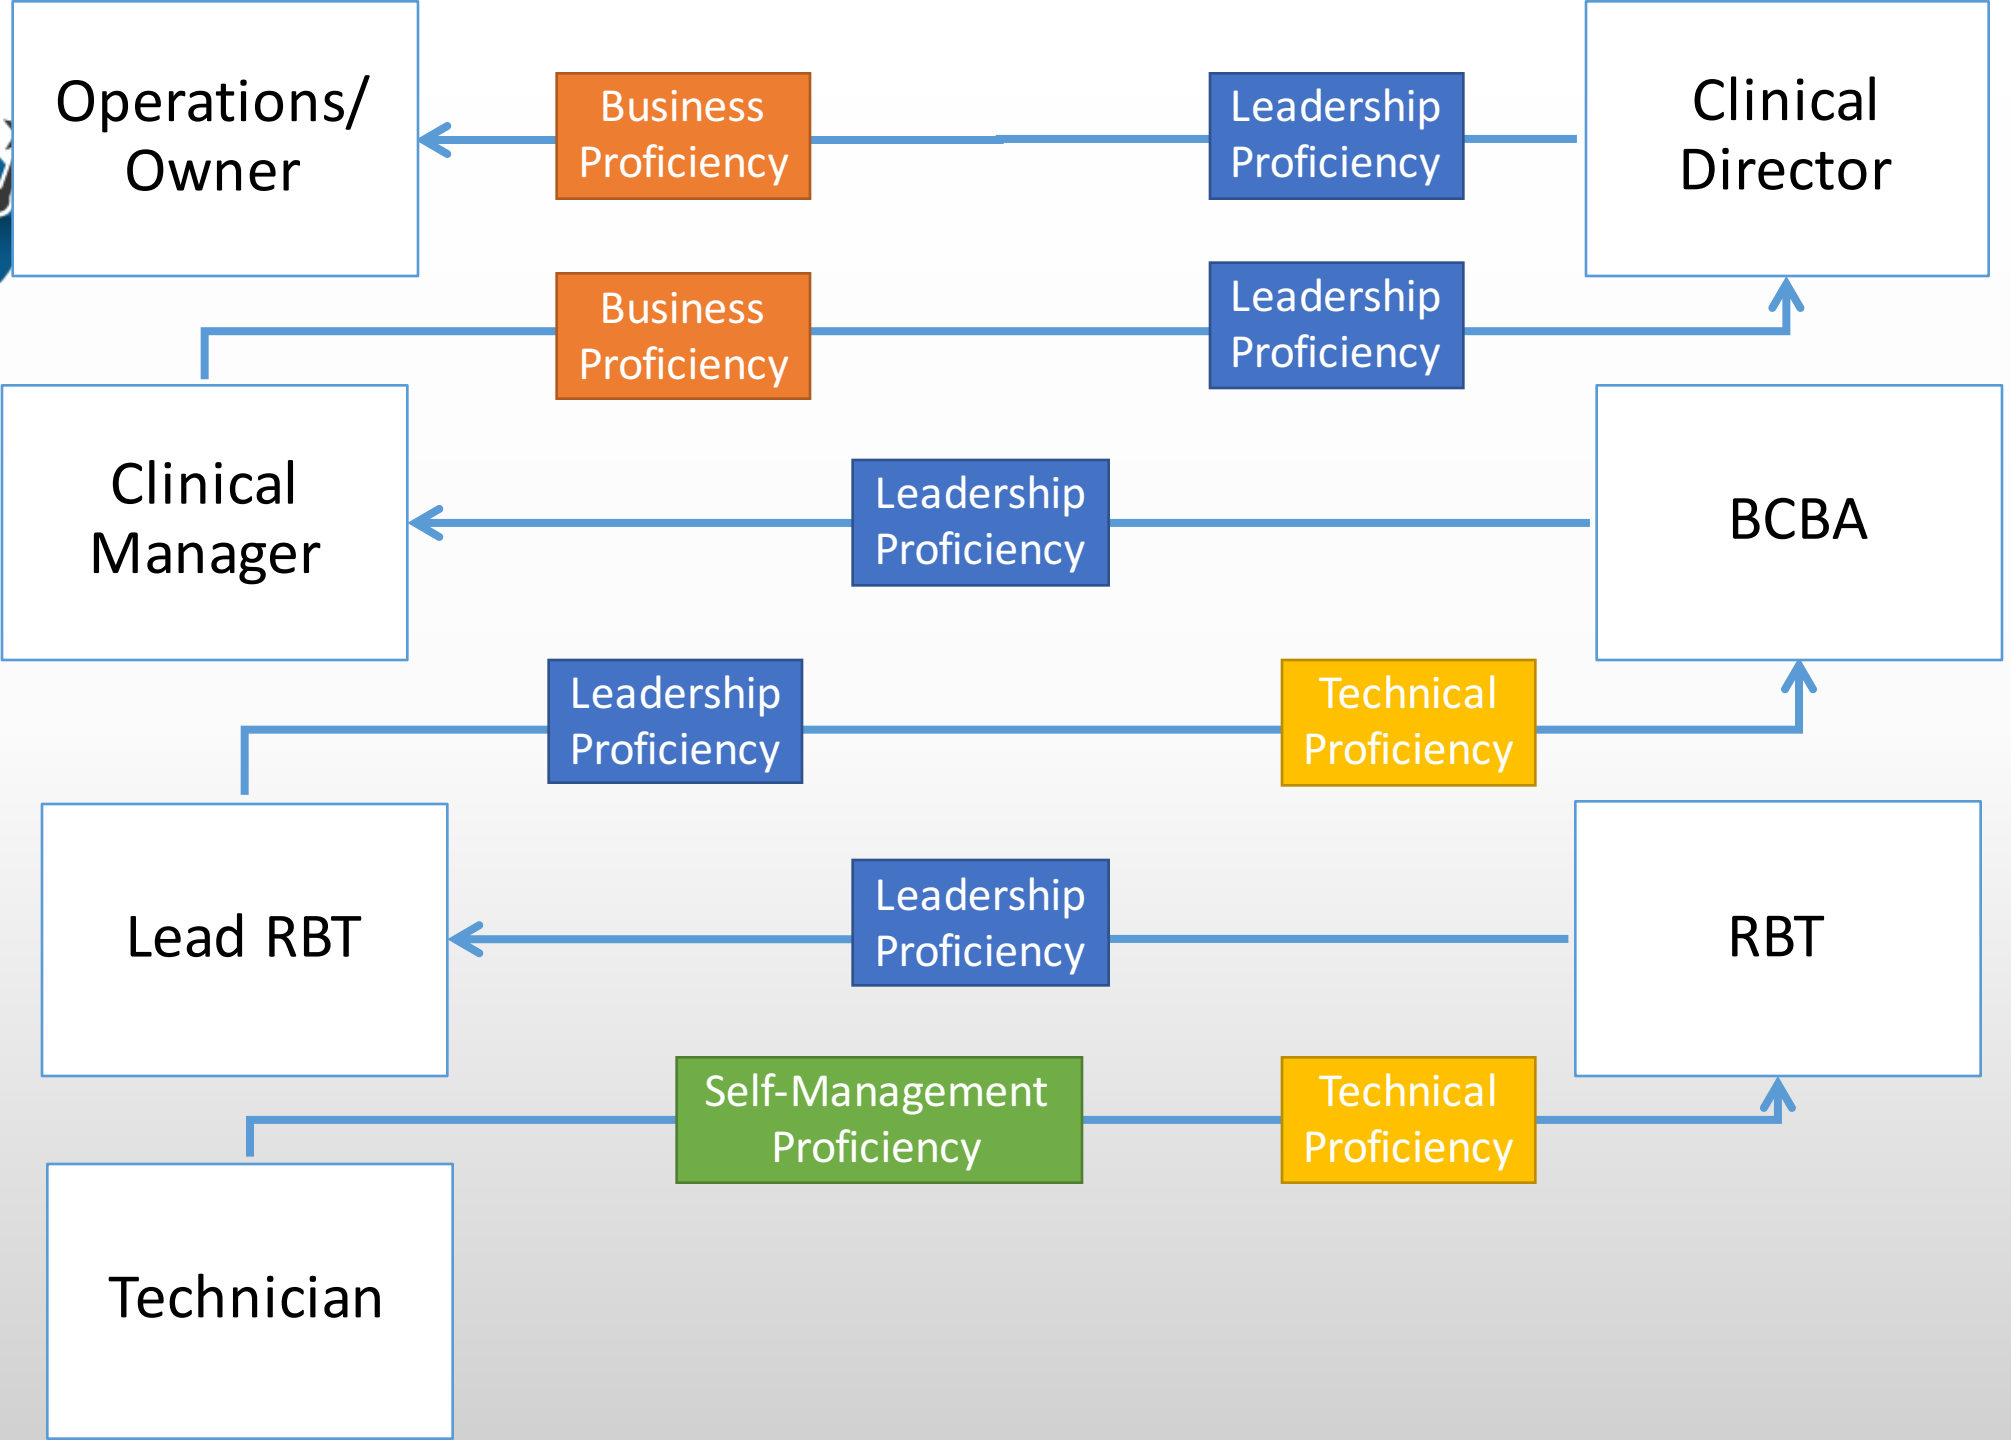 Operations/
Owner
Business
Proficiency
Leadership
Proficiency
Clinical
Director
Business
Proficiency
Leadership
Proficiency
Clinical
Manager
Leadership
Proficiency
BCBA
Leadership
Proficiency
Technical
Proficiency
Lead RBT
Leadership
Proficiency
RBT
Self-Management
Proficiency
Technical
Proficiency
Technician